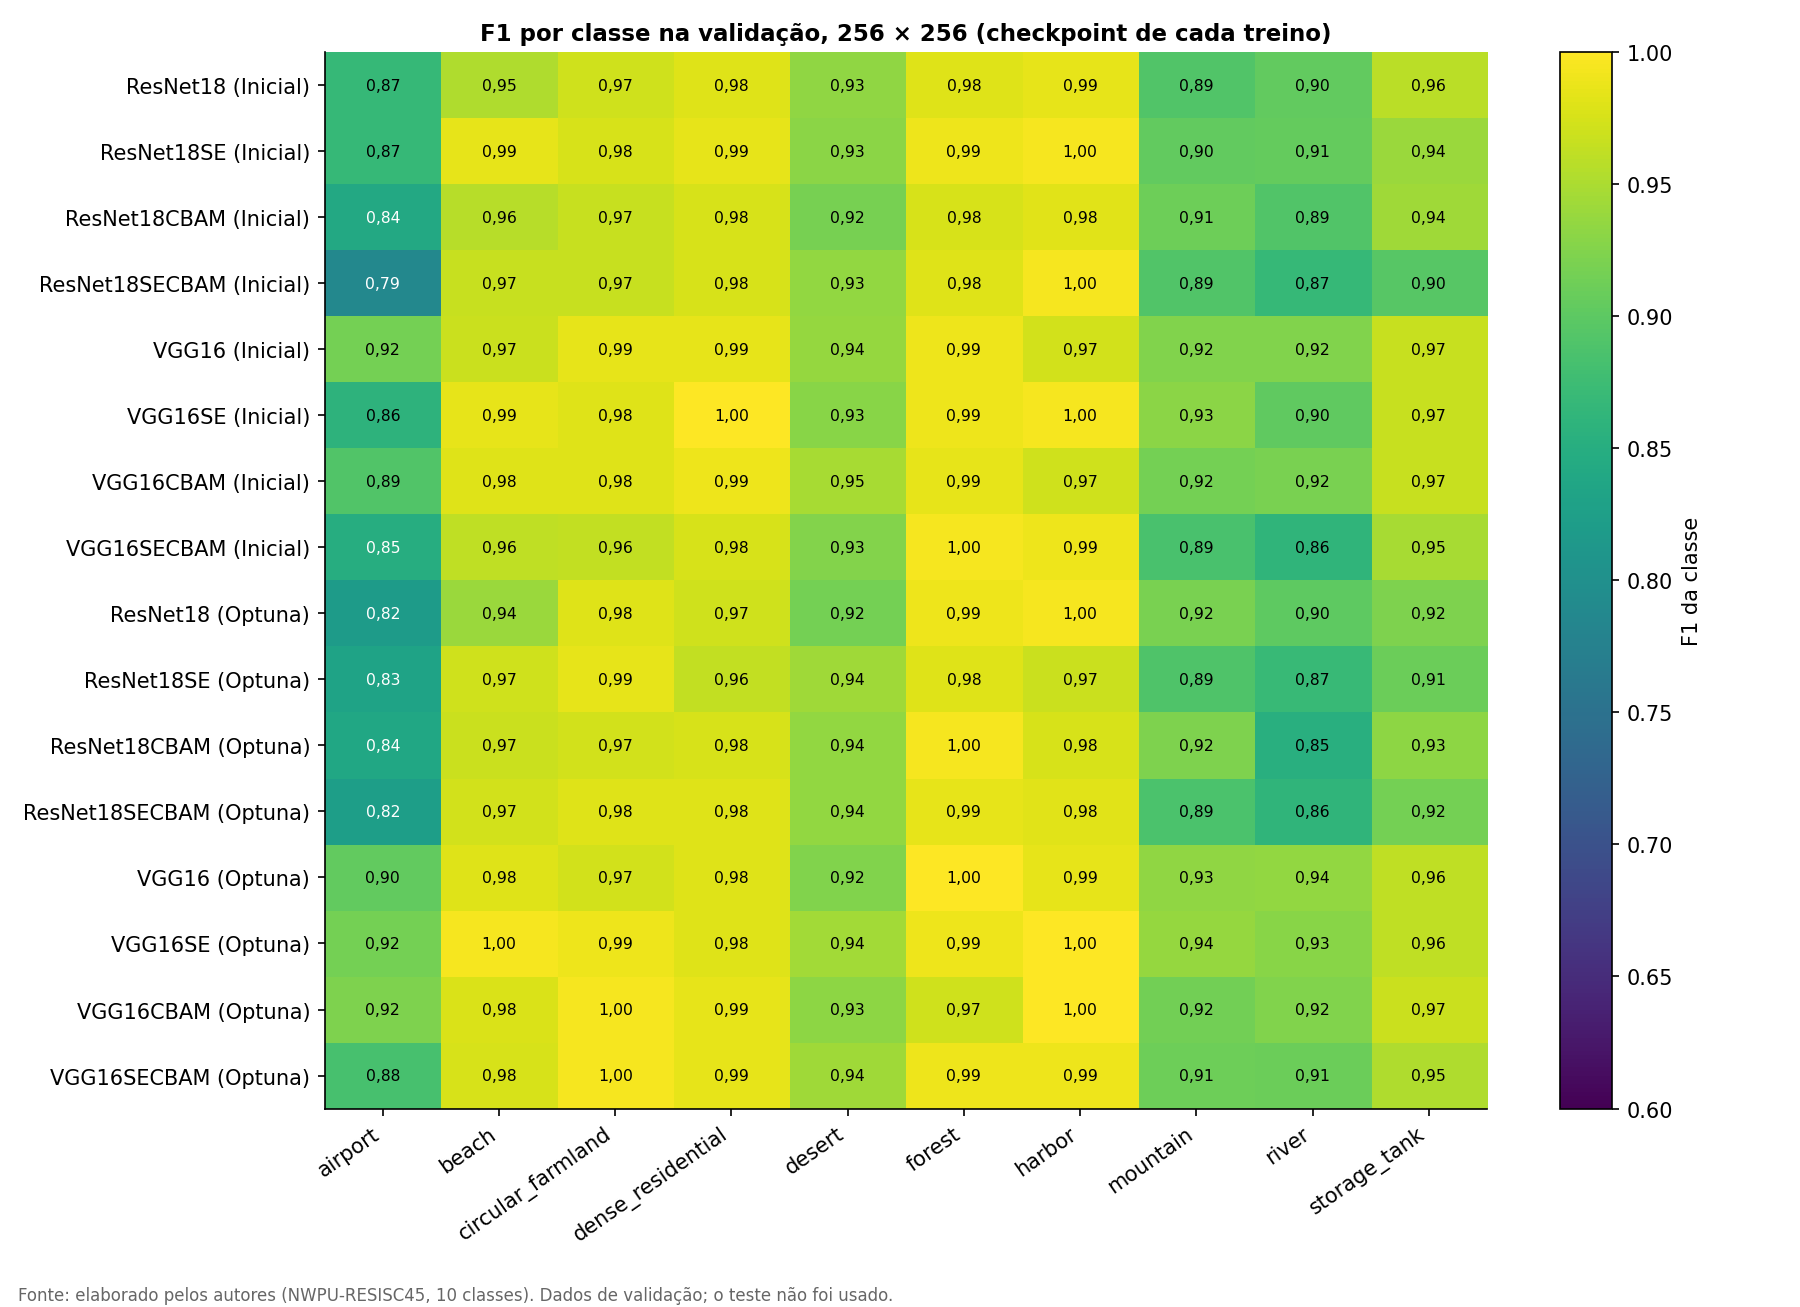 F1 por classe na validação, 256 × 256 (checkpoint de cada treino)
ResNet18 (Inicial) 0,87 0,95 0,97 0,98 0,93 0,98 0,99 0,89 0,90 0,96
ResNet18SE (Inicial) 0,87 0,99 0,98 0,99 0,93 0,99 1,00 0,90 0,91 0,94
ResNet18CBAM (Inicial) 0,84 0,96 0,97 0,98 0,92 0,98 0,98 0,91 0,89 0,94
ResNet18SECBAM (Inicial) 0,79 0,97 0,97 0,98 0,93 0,98 1,00 0,89 0,87 0,90
VGG16 (Inicial) 0,92 0,97 0,99 0,99 0,94 0,99 0,97 0,92 0,92 0,97
VGG16SE (Inicial) 0,86 0,99 0,98 1,00 0,93 0,99 1,00 0,93 0,90 0,97
VGG16CBAM (Inicial) 0,89 0,98 0,98 0,99 0,95 0,99 0,97 0,92 0,92 0,97
VGG16SECBAM (Inicial) 0,85 0,96 0,96 0,98 0,93 1,00 0,99 0,89 0,86 0,95
ResNet18 (Optuna) 0,82 0,94 0,98 0,97 0,92 0,99 1,00 0,92 0,90 0,92
ResNet18SE (Optuna) 0,83 0,97 0,99 0,96 0,94 0,98 0,97 0,89 0,87 0,91
ResNet18CBAM (Optuna) 0,84 0,97 0,97 0,98 0,94 1,00 0,98 0,92 0,85 0,93
ResNet18SECBAM (Optuna) 0,82 0,97 0,98 0,98 0,94 0,99 0,98 0,89 0,86 0,92
VGG16 (Optuna) 0,90 0,98 0,97 0,98 0,92 1,00 0,99 0,93 0,94 0,96
VGG16SE (Optuna) 0,92 1,00 0,99 0,98 0,94 0,99 1,00 0,94 0,93 0,96
VGG16CBAM (Optuna) 0,92 0,98 1,00 0,99 0,93 0,97 1,00 0,92 0,92 0,97
VGG16SECBAM (Optuna) 0,88 0,98 1,00 0,99 0,94 0,99 0,99 0,91 0,91 0,95
airport
beach
circular_farmland
dense_residential
desert
forest
harbor
mountain
river
storage_tank
1.00
0.95
0.90
0.85
0.80
0.75
0.70
0.65
0.60
F1 da classe
Fonte: elaborado pelos autores (NWPU-RESISC45, 10 classes). Dados de validação; o teste não foi usado.